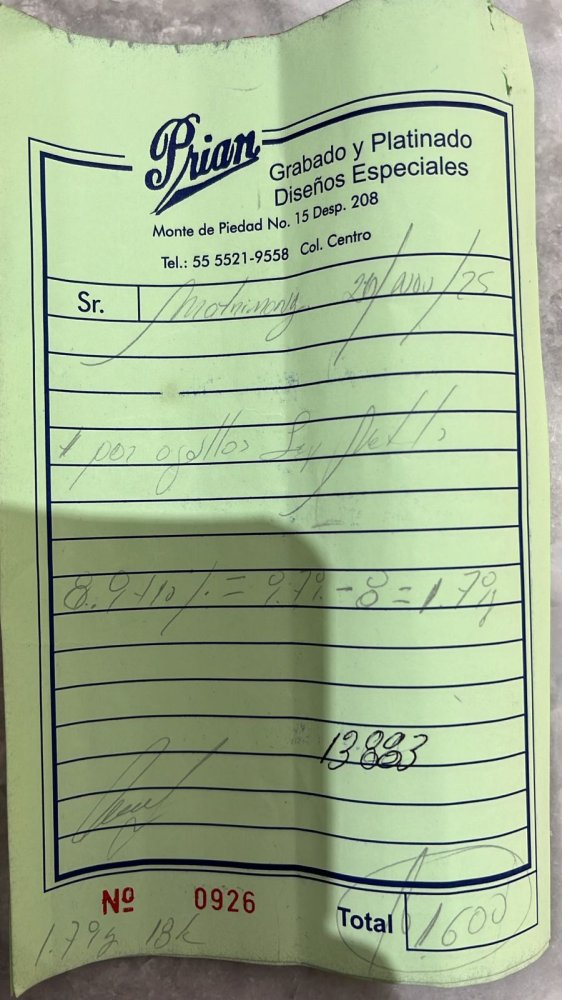 Prian
Grabado y Platinado
Diseños Especiales
Monte de Piedad No. 15 Desp. 208
Tel.: 55 5521-9558 Col. Centro
Sr. 20/Nov/25
1 par
8.9+10%= 9.79-8=1.79g
13883
Nº 0926
Total 1600
1.79g 18k